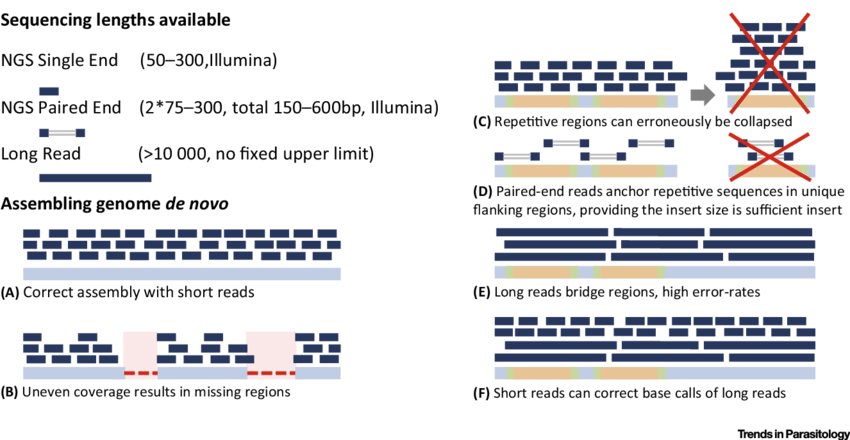 Sequencing lengths available
NGS Single End (50–300,Illumina)
NGS Paired End (2*75–300, total 150–600bp, Illumina)
Long Read (>10 000, no fixed upper limit)
Assembling genome de novo
(A) Correct assembly with short reads
(B) Uneven coverage results in missing regions
(C) Repetitive regions can erroneously be collapsed
(D) Paired-end reads anchor repetitive sequences in unique
flanking regions, providing the insert size is sufficient insert
(E) Long reads bridge regions, high error-rates
(F) Short reads can correct base calls of long reads
Trends in Parasitology